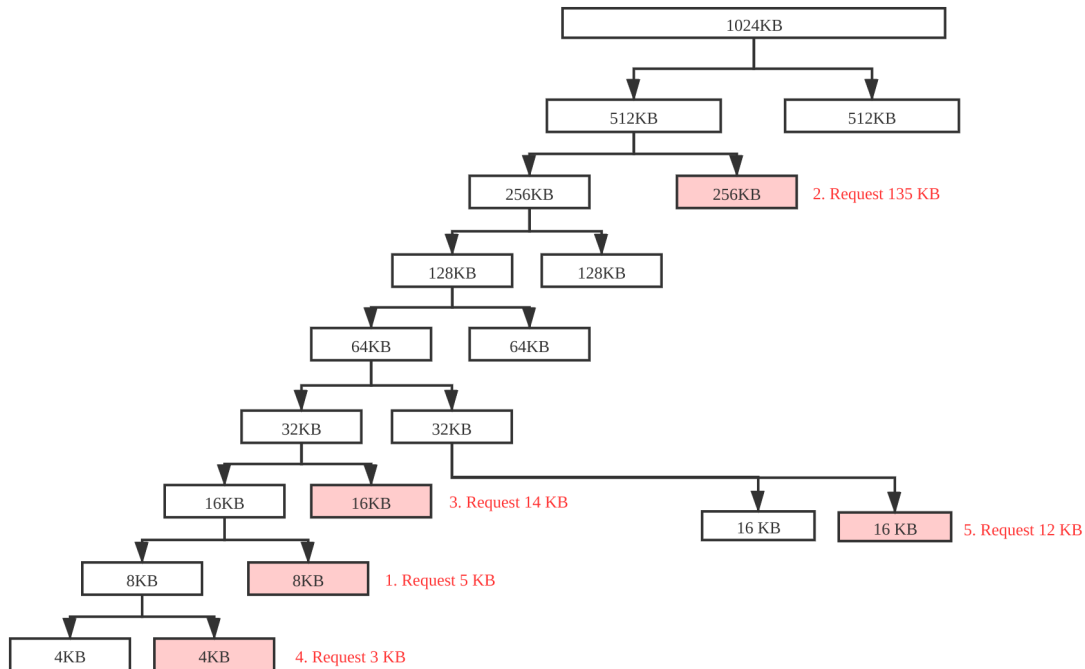 1024KB
512KB
512KB
256KB
256KB
2. Request 135 KB
128KB
128KB
64KB
64KB
32KB
32KB
16KB
16KB
3. Request 14 KB
16 KB
16 KB
5. Request 12 KB
8KB
8KB
1. Request 5 KB
4KB
4KB
4. Request 3 KB